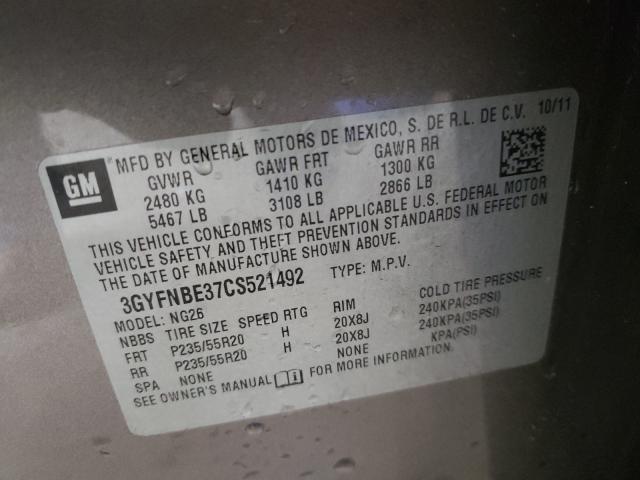 GM
MFD BY GENERAL MOTORS DE MEXICO, S. DE R.L. DE C.V. 10/11
GVWR GAWR FRT GAWR RR
2480 KG 1410 KG 1300 KG
5467 LB 3108 LB 2866 LB
THIS VEHICLE CONFORMS TO ALL APPLICABLE U.S. FEDERAL MOTOR
VEHICLE SAFETY AND THEFT PREVENTION STANDARDS IN EFFECT ON
THE DATE OF MANUFACTURE SHOWN ABOVE.
3GYFNBE37CS521492 TYPE: M.P.V.
MODEL: NG26
NBBS TIRE SIZE SPEED RTG RIM COLD TIRE PRESSURE
FRT P235/55R20 H 20X8J 240KPA(35PSI)
RR P235/55R20 H 20X8J 240KPA(35PSI)
SPA NONE NONE KPA(PSI)
SEE OWNER'S MANUAL FOR MORE INFORMATION.